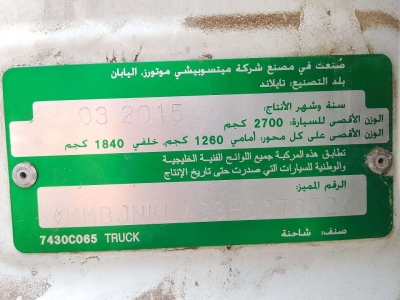 صُنعت في مصنع شركة ميتسوبيشي موتورز. اليابان
بلد التصنيع: تايلاند
سنة وشهر الأنتاج:
03 2015
الوزن الأقصى للسيارة: 2700 كجم
الوزن الأقصى على كل محور: أمامي 1260 كجم، خلفي 1840 كجم
تطابق هذه المركبة جميع اللوائح الفنية الخليجية
والوطنية للسيارات التي صدرت حتى تاريخ الإنتاج
الرقم المميز:
صنف: شاحنة
7430C065 TRUCK